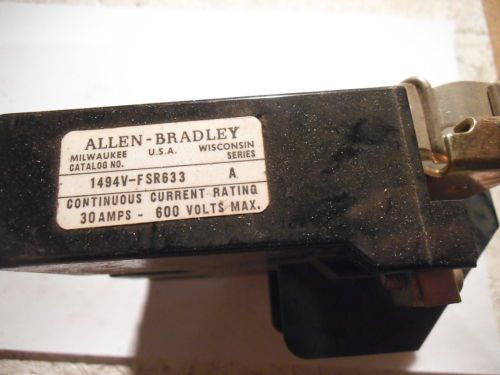 ALLEN-BRADLEY
MILWAUKEE U.S.A. WISCONSIN
CATALOG NO. SERIES
1494V-FSR633 A
CONTINUOUS CURRENT RATING
30 AMPS - 600 VOLTS MAX.